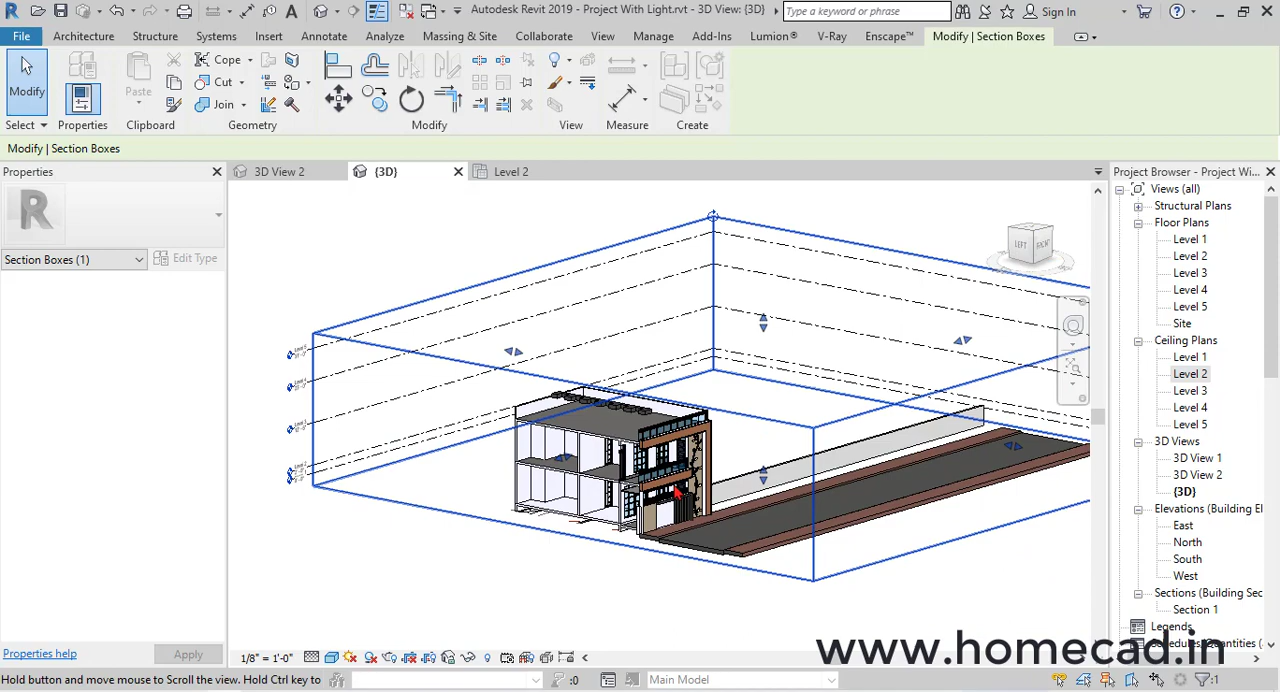 Autodesk Revit 2019 - Project With Light.rvt - 3D View: {3D}
Type a keyword or phrase
Sign In
File Architecture Structure Systems Insert Annotate Analyze Massing & Site Collaborate View Manage Add-Ins Lumion® V-Ray Enscape™ Modify | Section Boxes
Modify
Paste
Cope
Cut
Join
Select Properties Clipboard Geometry Modify View Measure Create
Modify | Section Boxes
Properties
3D View 2
{3D}
Level 2
Project Browser - Project Wi...
Section Boxes (1)
Edit Type
LEFT
Views (all)
Structural Plans
Floor Plans
Level 1
Level 2
Level 3
Level 4
Level 5
Site
Ceiling Plans
Level 1
Level 2
Level 3
Level 4
Level 5
3D Views
3D View 1
3D View 2
{3D}
Elevations (Building El
East
North
South
West
Sections (Building Sec
Section 1
Legends
Schedules/Quantities (
Properties help
Apply
1/8" = 1'-0"
www.homecad.in
Hold button and move mouse to Scroll the view. Hold Ctrl key to
:0
Main Model
:1